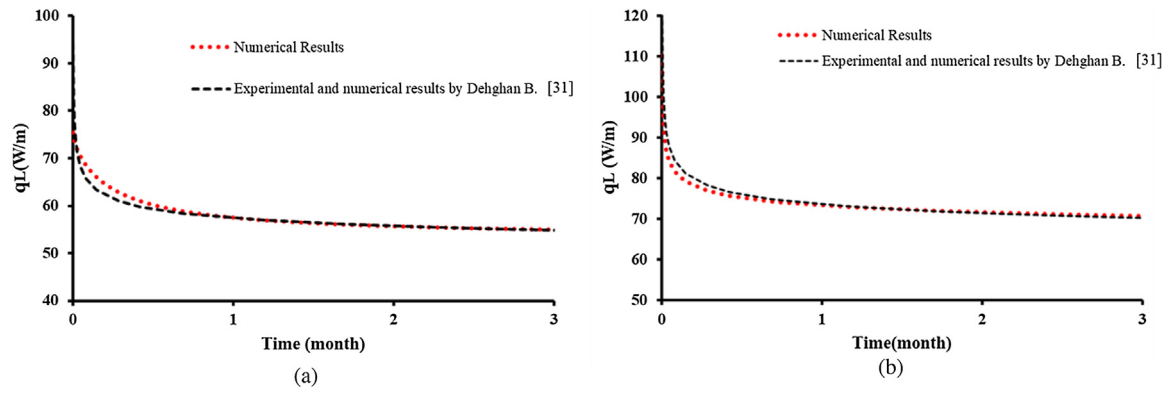 100
90
80
70
60
50
40
qL(W/m)
Numerical Results
Experimental and numerical results by Dehghan B. [31]
0 1 2 3
Time (month)
(a)
120
110
100
90
80
70
60
50
qL (W/m)
Numerical Results
Experimental and numerical results by Dehghan B. [31]
0 1 2 3
Time(month)
(b)